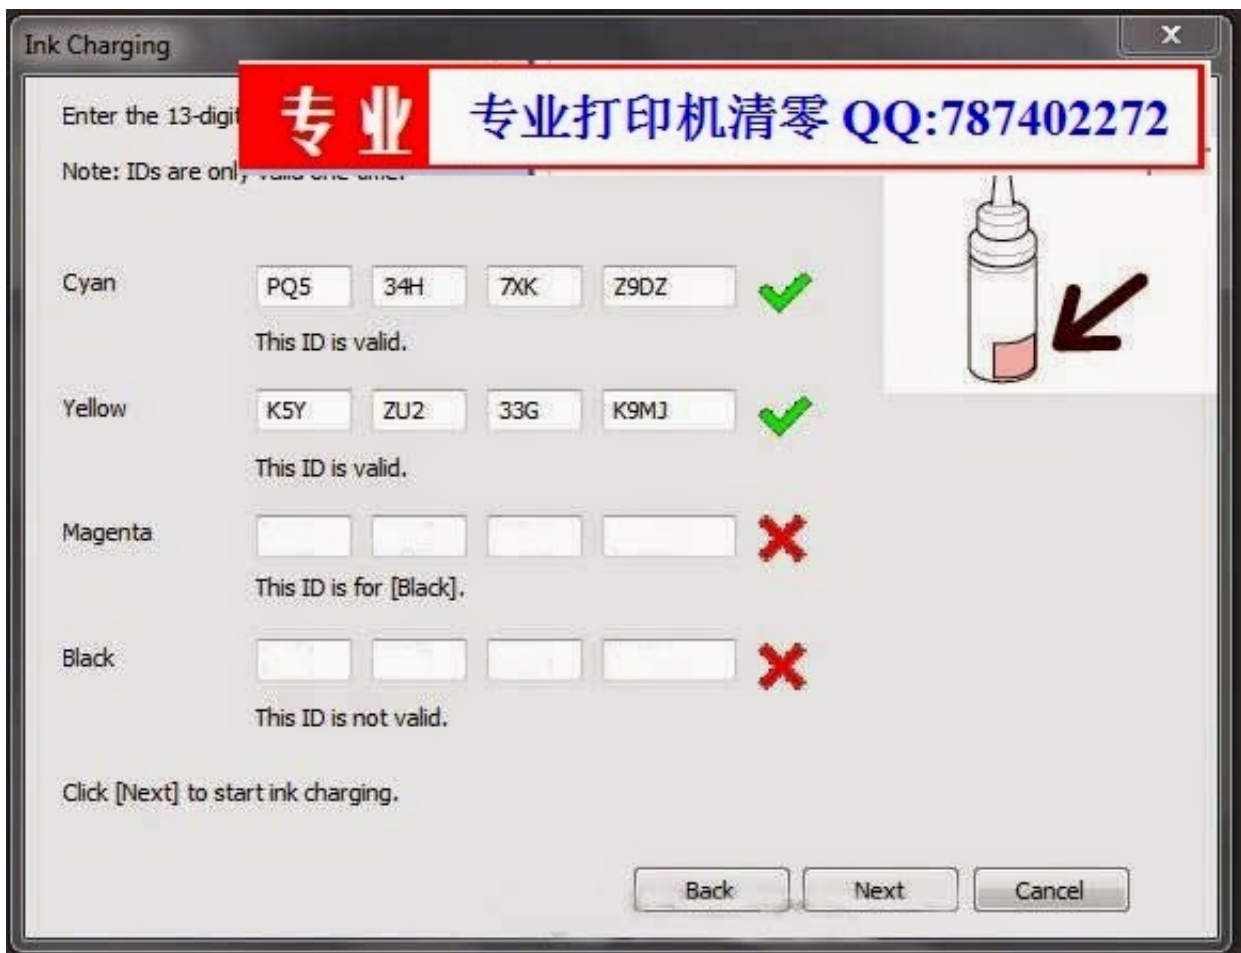 Ink Charging
X
专业 专业打印机清零 QQ:787402272
Enter the 13-digit
Note: IDs are only valid one time.
Cyan PQ5 34H 7XK Z9DZ
This ID is valid.
Yellow K5Y ZU2 33G K9MJ
This ID is valid.
Magenta
This ID is for [Black].
Black
This ID is not valid.
Click [Next] to start ink charging.
Back Next Cancel